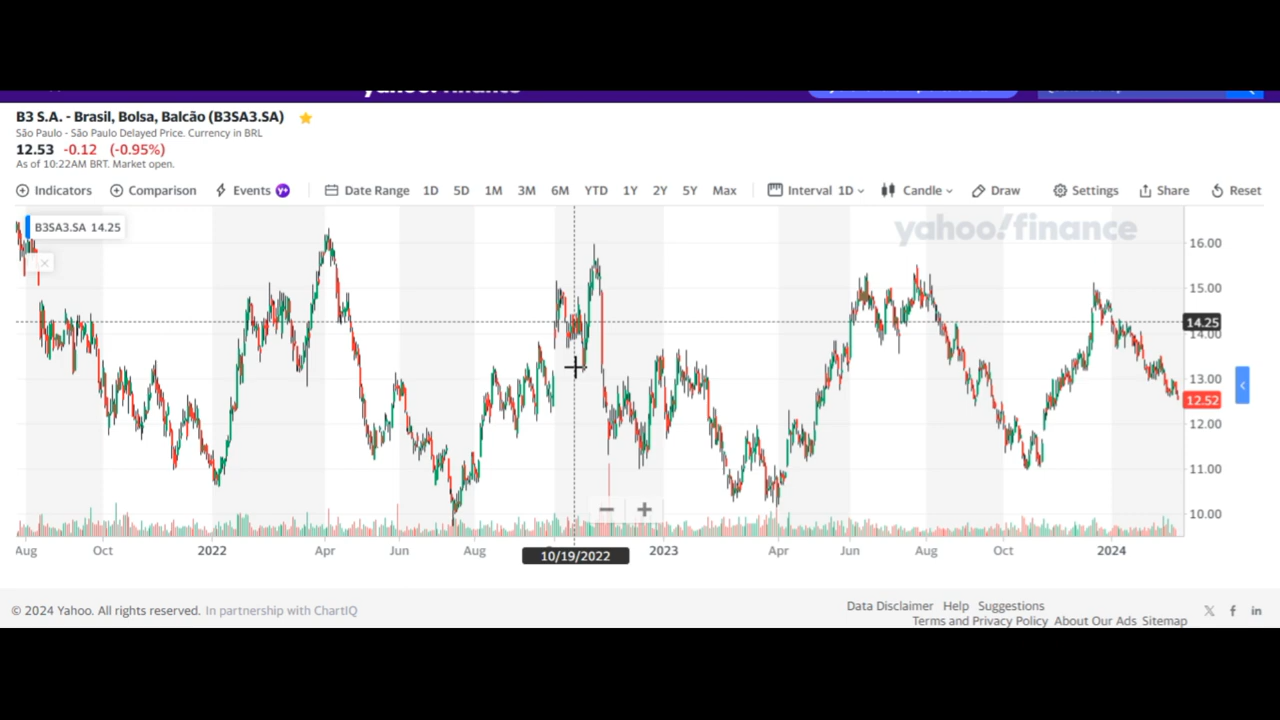 yahoo! finance
B3 S.A. - Brasil, Bolsa, Balcão (B3SA3.SA)
São Paulo - São Paulo Delayed Price. Currency in BRL
12.53 -0.12 (-0.95%)
As of 10:22AM BRT. Market open.
Indicators Comparison Events Y+ Date Range 1D 5D 1M 3M 6M YTD 1Y 2Y 5Y Max Interval 1D Candle Draw Settings Share Reset
B3SA3.SA 14.25
yahoo!finance
16.00
15.00
14.25
14.00
13.00
12.52
12.00
11.00
10.00
Aug Oct 2022 Apr Jun Aug 10/19/2022 2023 Apr Jun Aug Oct 2024
© 2024 Yahoo. All rights reserved. In partnership with ChartIQ
Data Disclaimer Help Suggestions
Terms and Privacy Policy About Our Ads Sitemap